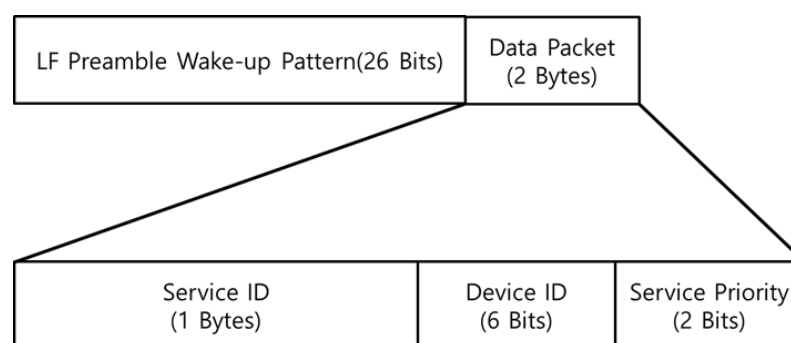 LF Preamble Wake-up Pattern(26 Bits)
Data Packet
(2 Bytes)
Service ID
(1 Bytes)
Device ID
(6 Bits)
Service Priority
(2 Bits)